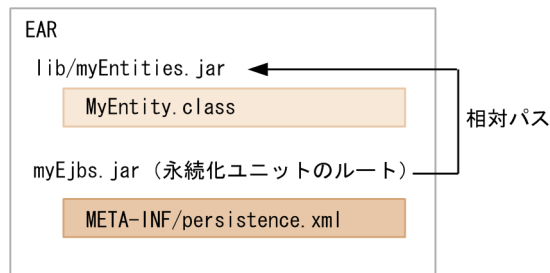 EAR
lib/myEntities.jar
MyEntity.class
相対パス
myEjbs.jar（永続化ユニットのルート）
META-INF/persistence.xml